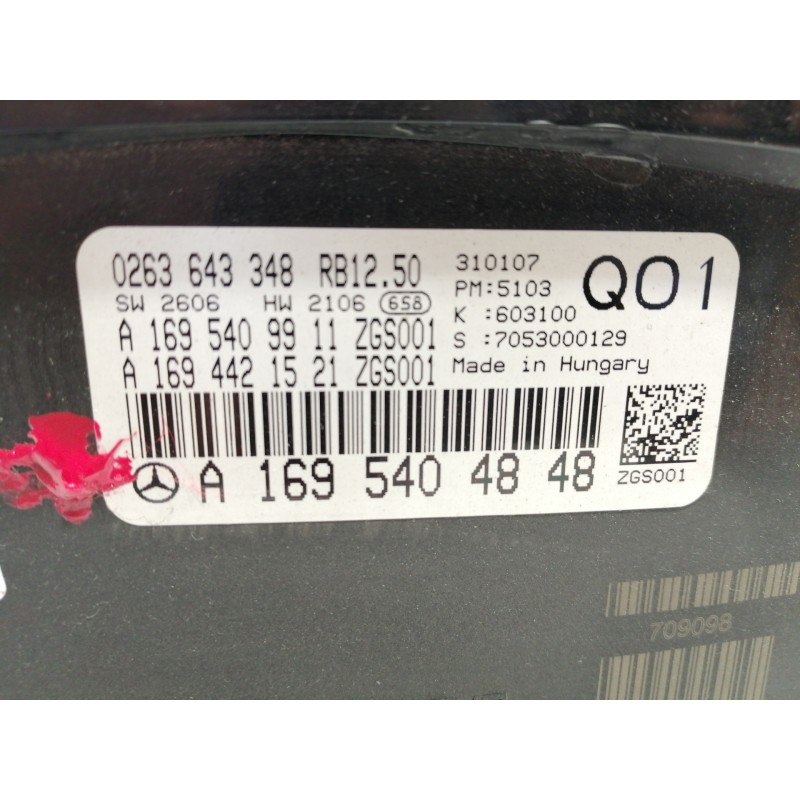 0263 643 348 RB12.50
SW 2606 HW 2106 658
A 169 540 99 11 ZGS001
A 169 442 15 21 ZGS001
310107
PM:5103
K :603100
S :7053000129
Made in Hungary
Q01
A 169 540 48 48
ZGS001
709098